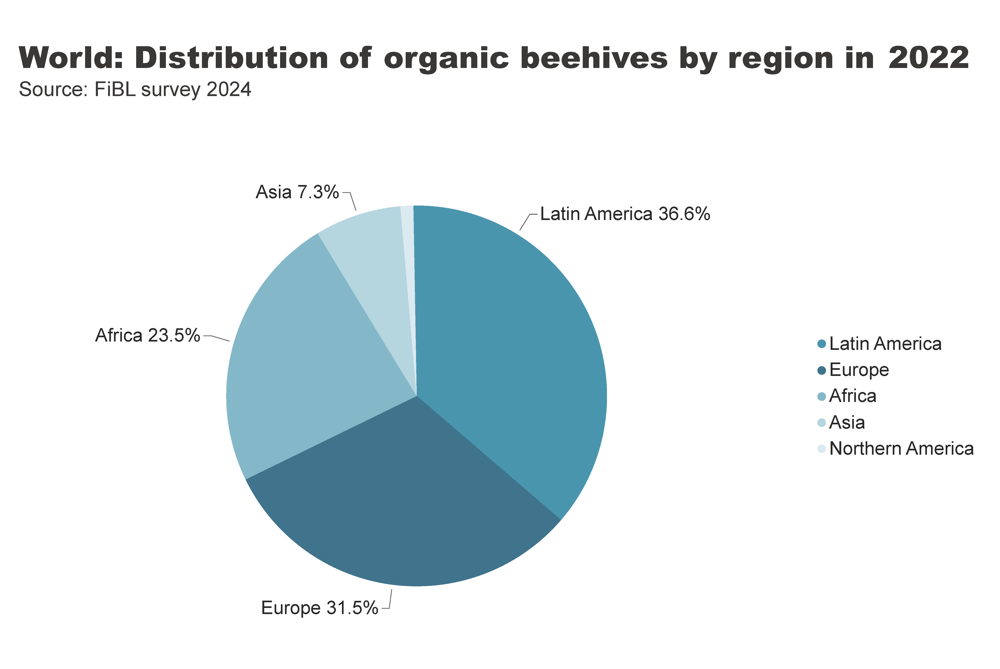 World: Distribution of organic beehives by region in 2022
Source: FiBL survey 2024
Asia 7.3%
Latin America 36.6%
Africa 23.5%
Europe 31.5%
Latin America
Europe
Africa
Asia
Northern America